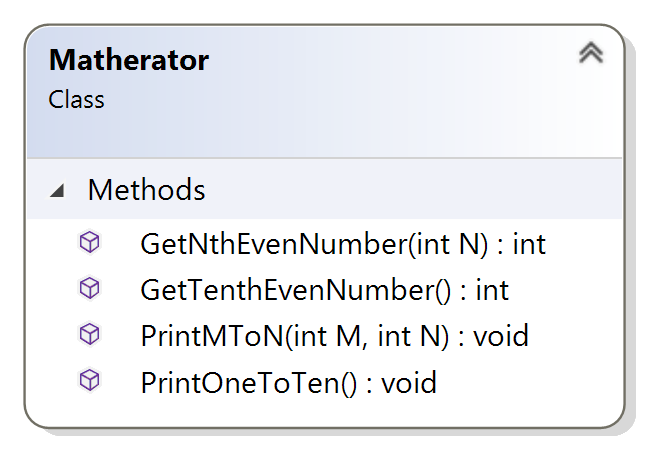 Matherator
Class
Methods
GetNthEvenNumber(int N) : int
GetTenthEvenNumber() : int
PrintMToN(int M, int N) : void
PrintOneToTen() : void